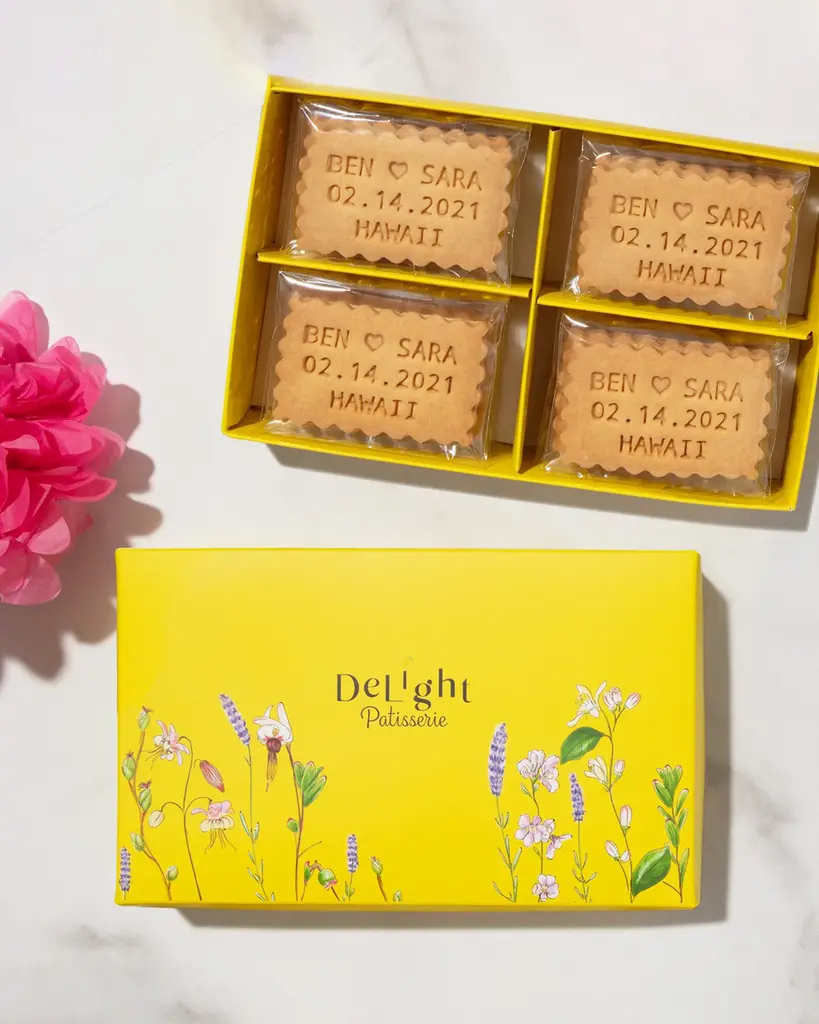 BEN ♡ SARA
02.14.2021
HAWAII
BEN ♡ SARA
02.14.2021
HAWAII
BEN ♡ SARA
02.14.2021
HAWAII
BEN ♡ SARA
02.14.2021
HAWAII
DeLight
Patisserie